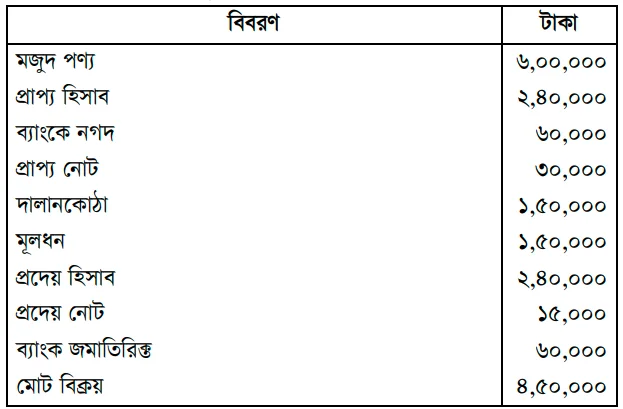 বিবরণ টাকা
মজুদ পণ্য ৬,০০,০০০
প্রাপ্য হিসাব ২,৪০,০০০
ব্যাংকে নগদ ৬০,০০০
প্রাপ্য নোট ৩০,০০০
দালানকোঠা ১,৫০,০০০
মূলধন ১,৫০,০০০
প্রদেয় হিসাব ২,৪০,০০০
প্রদেয় নোট ১৫,০০০
ব্যাংক জমাতিরিক্ত ৬০,০০০
মোট বিক্রয় ৪,৫০,০০০